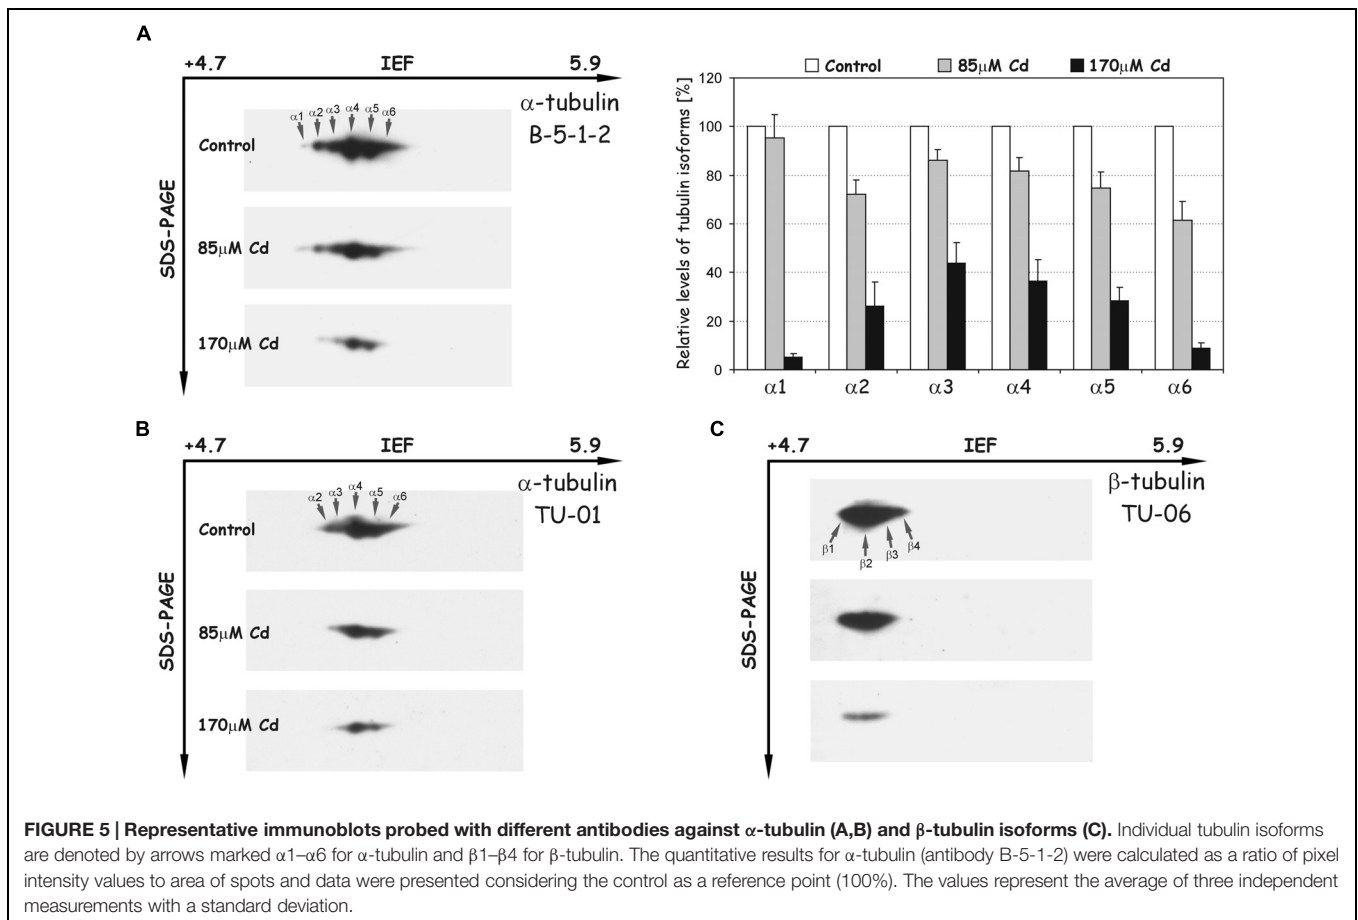 A
+4.7 IEF 5.9
α-tubulin
B-5-1-2
α1 α2 α3 α4 α5 α6
Control
85μM Cd
170μM Cd
SDS-PAGE
Control 85μM Cd 170μM Cd
Relative levels of tubulin isoforms [%]
120
100
80
60
40
20
0
α1 α2 α3 α4 α5 α6
B
+4.7 IEF 5.9
α-tubulin
TU-01
α2 α3 α4 α5 α6
Control
85μM Cd
170μM Cd
SDS-PAGE
C
+4.7 IEF 5.9
β-tubulin
TU-06
β1 β2 β3 β4
SDS-PAGE
FIGURE 5 | Representative immunoblots probed with different antibodies against α-tubulin (A,B) and β-tubulin isoforms (C). Individual tubulin isoforms
are denoted by arrows marked α1–α6 for α-tubulin and β1–β4 for β-tubulin. The quantitative results for α-tubulin (antibody B-5-1-2) were calculated as a ratio of pixel
intensity values to area of spots and data were presented considering the control as a reference point (100%). The values represent the average of three independent
measurements with a standard deviation.